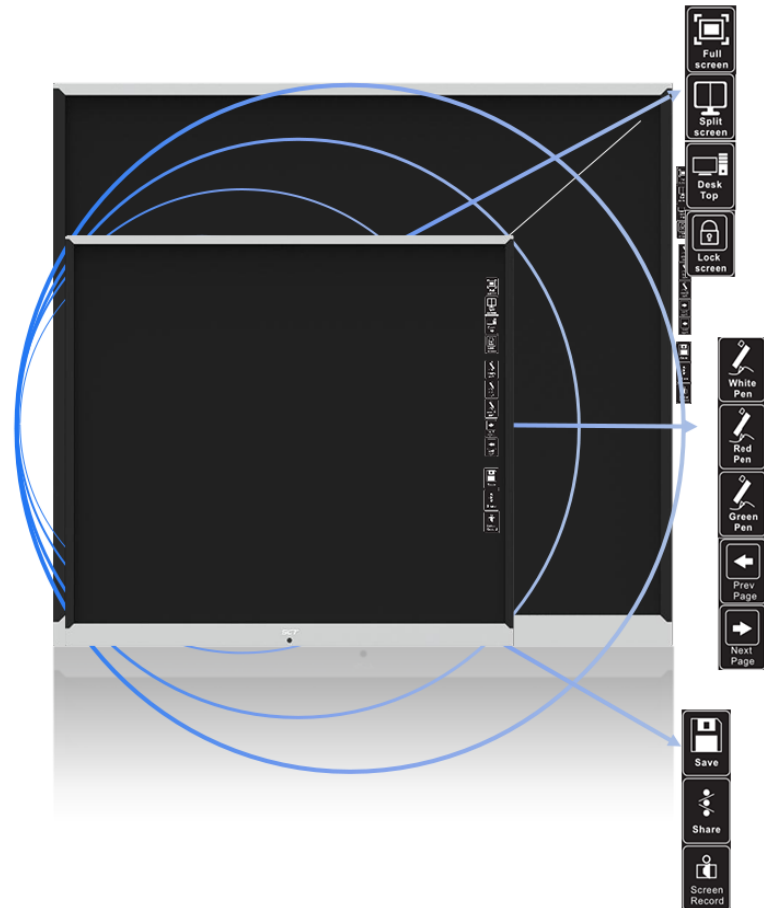 Full
screen
Split
screen
Desk
Top
Lock
screen
White
Pen
Red
Pen
Green
Pen
Prev
Page
Next
Page
Save
Share
Screen
Record